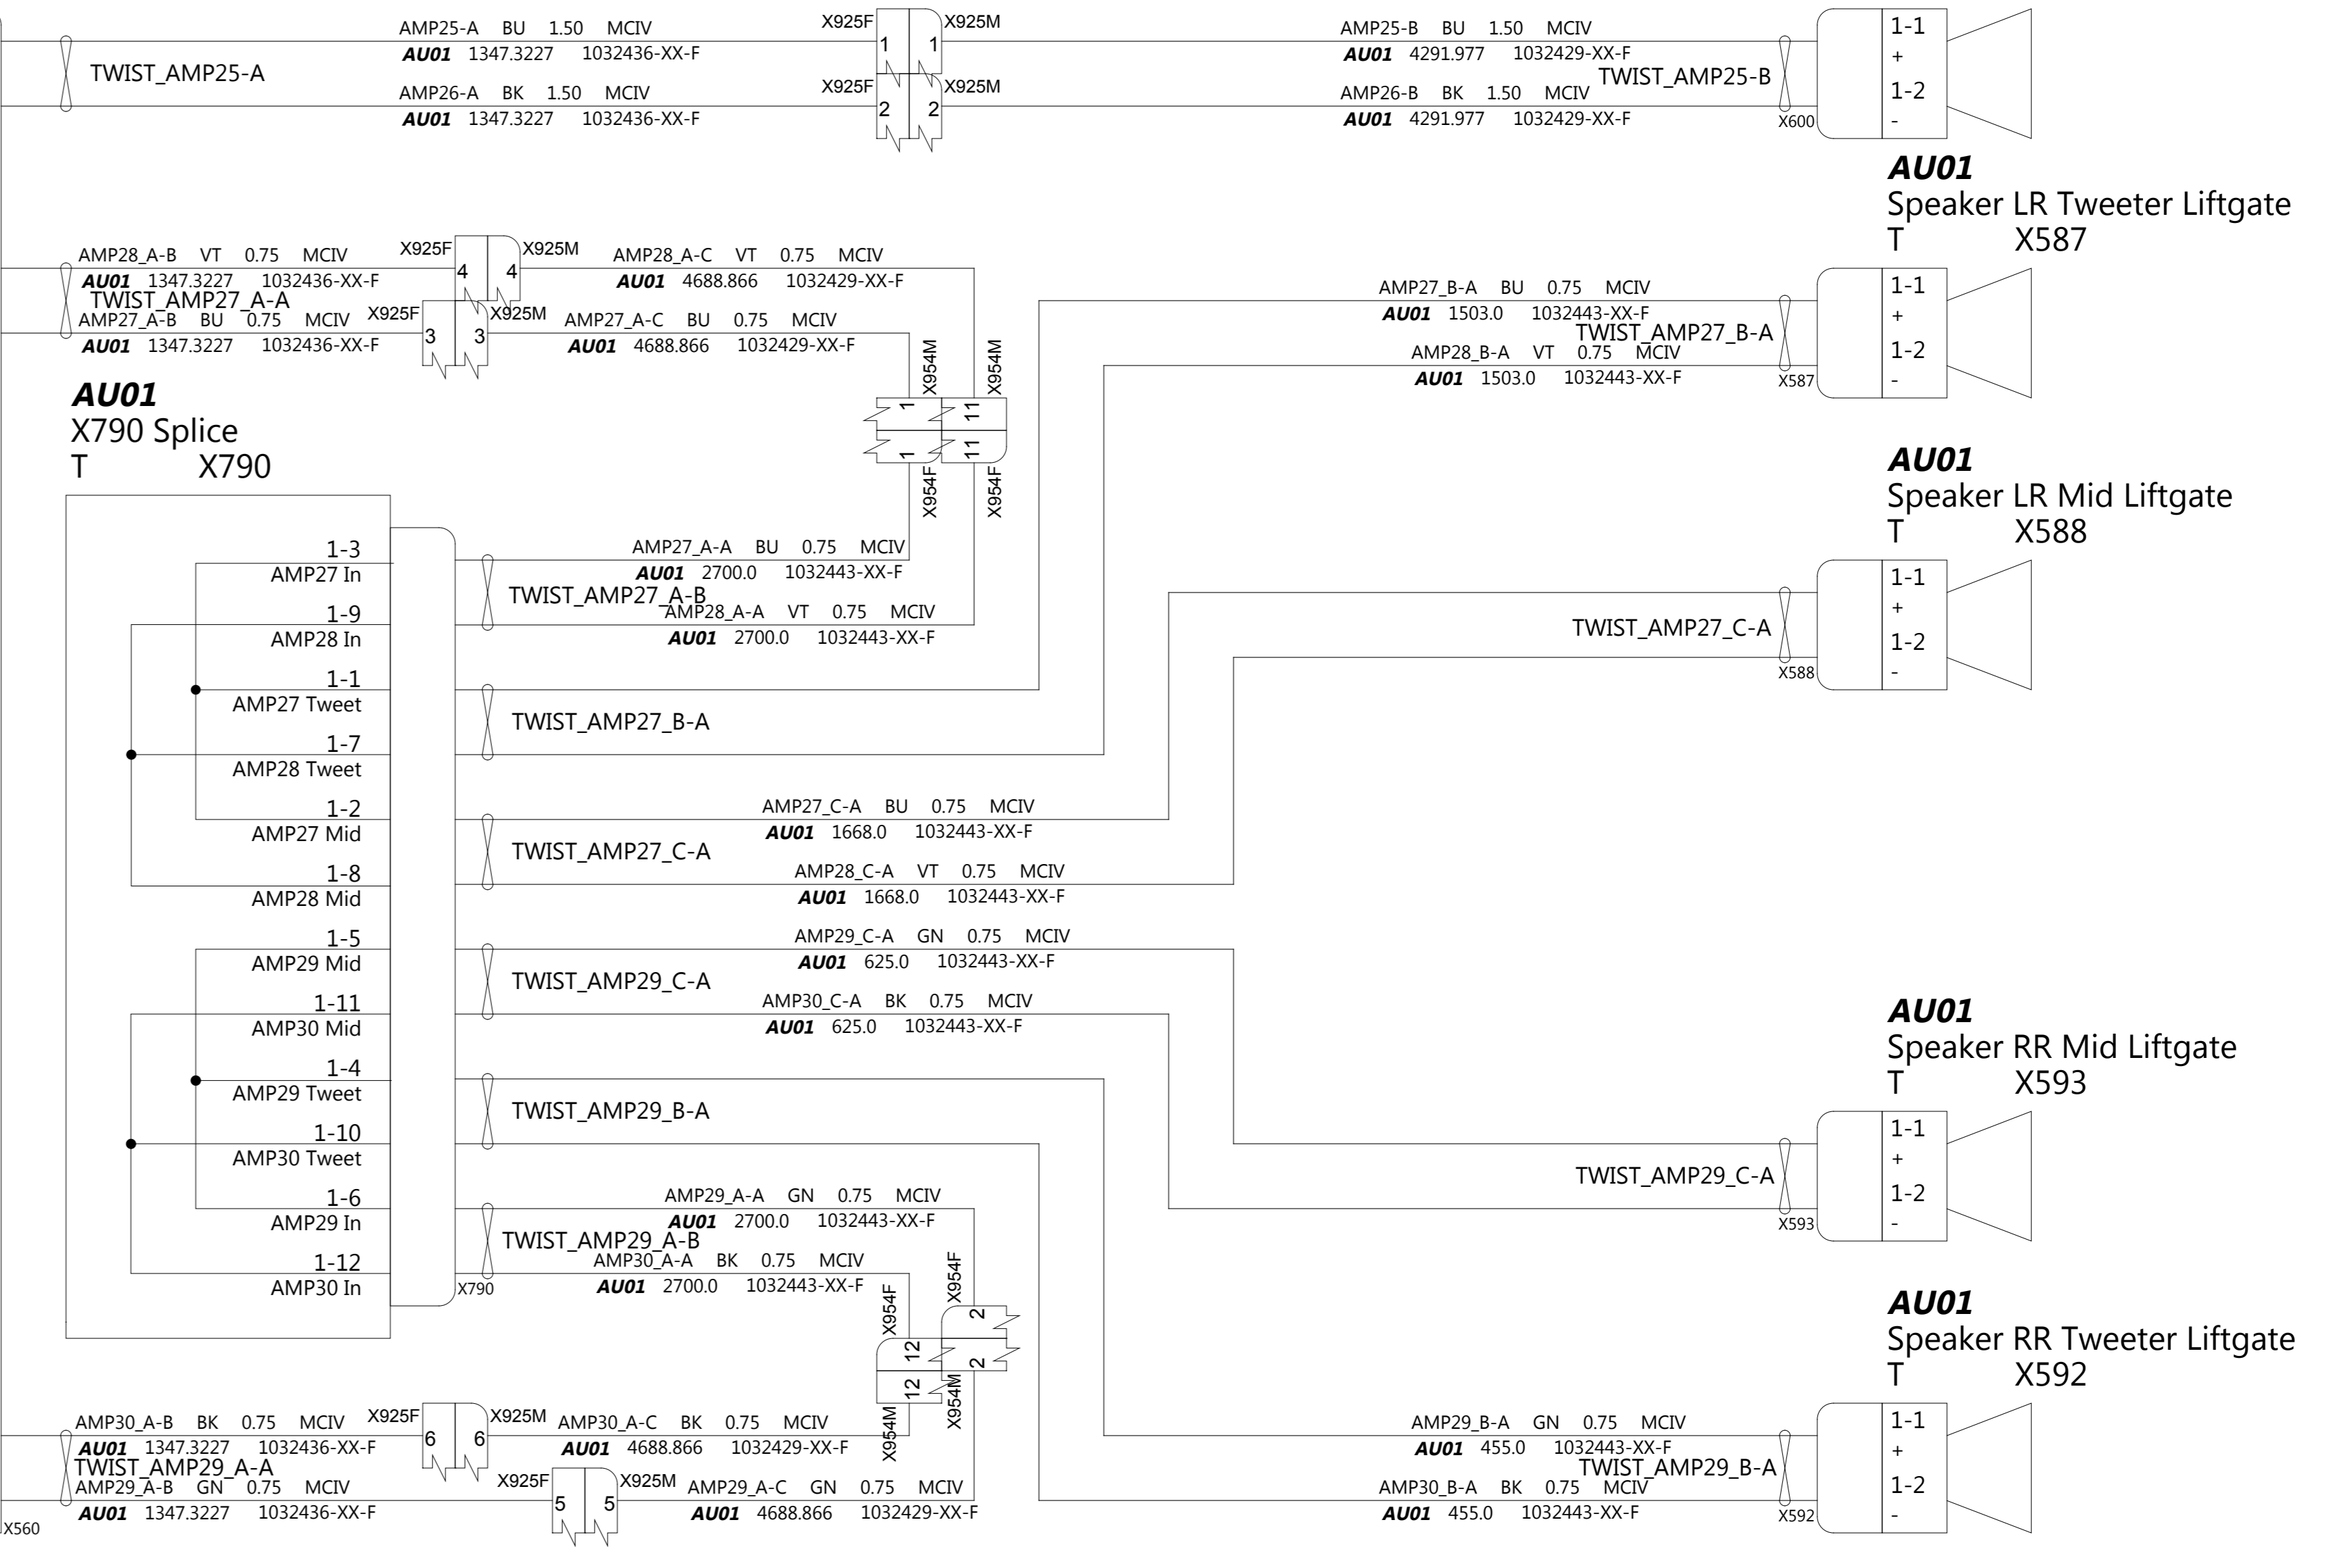 AMP25-A BU 1.50 MCIV
AU01 1347.3227 1032436-XX-F
TWIST_AMP25-A
AMP26-A BK 1.50 MCIV
AU01 1347.3227 1032436-XX-F
X925F 1 1 X925M
X925F 2 2 X925M
AMP25-B BU 1.50 MCIV
AU01 4291.977 1032429-XX-F
TWIST_AMP25-B
AMP26-B BK 1.50 MCIV
AU01 4291.977 1032429-XX-F
X600
1-1
+
1-2
-
AU01
Speaker LR Tweeter Liftgate
T X587
AMP28_A-B VT 0.75 MCIV
AU01 1347.3227 1032436-XX-F
TWIST_AMP27_A-A
AMP27_A-B BU 0.75 MCIV
AU01 1347.3227 1032436-XX-F
X925F 4 4 X925M
X925F 3 3 X925M
AMP28_A-C VT 0.75 MCIV
AU01 4688.866 1032429-XX-F
AMP27_A-C BU 0.75 MCIV
AU01 4688.866 1032429-XX-F
X954M X954M
1 11
1 11
X954F X954F
AMP27_B-A BU 0.75 MCIV
AU01 1503.0 1032443-XX-F
TWIST_AMP27_B-A
AMP28_B-A VT 0.75 MCIV
AU01 1503.0 1032443-XX-F
X587
1-1
+
1-2
-
AU01
X790 Splice
T X790
AU01
Speaker LR Mid Liftgate
T X588
1-3
AMP27 In
1-9
AMP28 In
1-1
AMP27 Tweet
1-7
AMP28 Tweet
1-2
AMP27 Mid
1-8
AMP28 Mid
1-5
AMP29 Mid
1-11
AMP30 Mid
1-4
AMP29 Tweet
1-10
AMP30 Tweet
1-6
AMP29 In
1-12
AMP30 In
X790
AMP27_A-A BU 0.75 MCIV
AU01 2700.0 1032443-XX-F
TWIST_AMP27_A-B
AMP28_A-A VT 0.75 MCIV
AU01 2700.0 1032443-XX-F
TWIST_AMP27_B-A
AMP27_C-A BU 0.75 MCIV
AU01 1668.0 1032443-XX-F
TWIST_AMP27_C-A
AMP28_C-A VT 0.75 MCIV
AU01 1668.0 1032443-XX-F
AMP29_C-A GN 0.75 MCIV
AU01 625.0 1032443-XX-F
TWIST_AMP29_C-A
AMP30_C-A BK 0.75 MCIV
AU01 625.0 1032443-XX-F
TWIST_AMP29_B-A
AMP29_A-A GN 0.75 MCIV
AU01 2700.0 1032443-XX-F
TWIST_AMP29_A-B
AMP30_A-A BK 0.75 MCIV
AU01 2700.0 1032443-XX-F
TWIST_AMP27_C-A
X588
1-1
+
1-2
-
AU01
Speaker RR Mid Liftgate
T X593
TWIST_AMP29_C-A
X593
1-1
+
1-2
-
X954F X954F
12 2
12 2
X954M X954M
AU01
Speaker RR Tweeter Liftgate
T X592
AMP30_A-B BK 0.75 MCIV
AU01 1347.3227 1032436-XX-F
TWIST_AMP29_A-A
AMP29_A-B GN 0.75 MCIV
AU01 1347.3227 1032436-XX-F
X560
X925F 6 6 X925M
X925F 5 5 X925M
AMP30_A-C BK 0.75 MCIV
AU01 4688.866 1032429-XX-F
AMP29_A-C GN 0.75 MCIV
AU01 4688.866 1032429-XX-F
AMP29_B-A GN 0.75 MCIV
AU01 455.0 1032443-XX-F
TWIST_AMP29_B-A
AMP30_B-A BK 0.75 MCIV
AU01 455.0 1032443-XX-F
X592
1-1
+
1-2
-